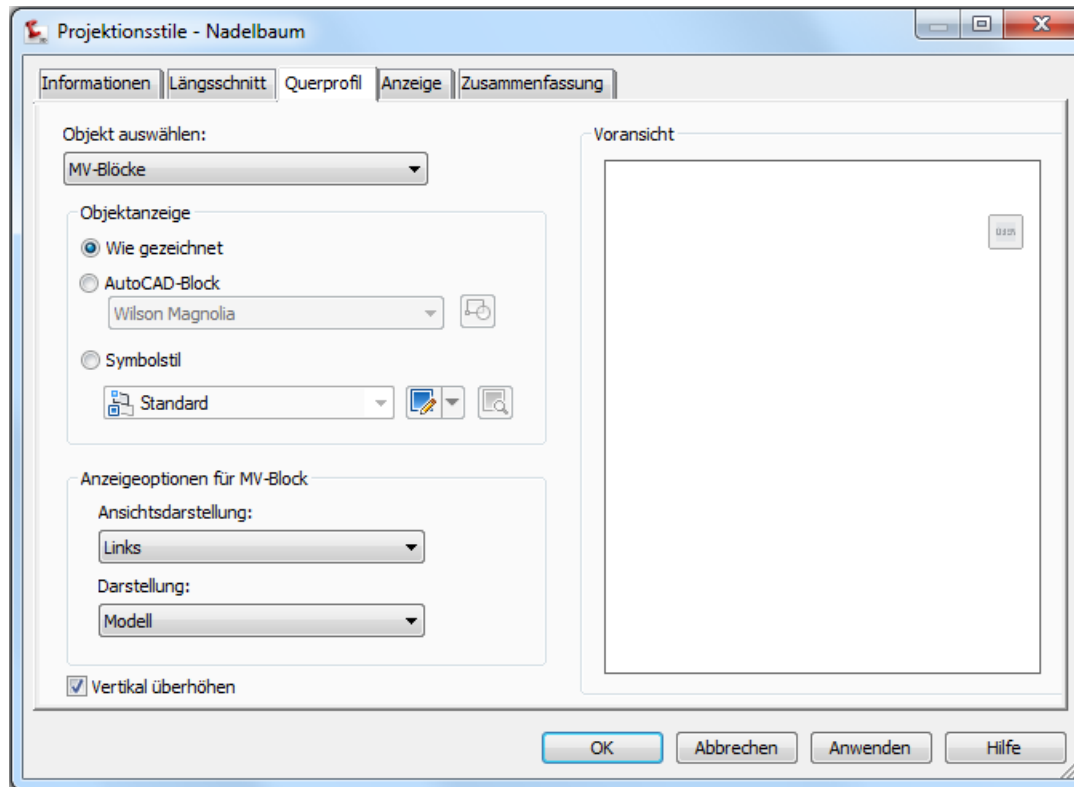 Projektionsstile - Nadelbaum
Informationen Längsschnitt Querprofil Anzeige Zusammenfassung
Objekt auswählen:
MV-Blöcke
Objektanzeige
Wie gezeichnet
AutoCAD-Block
Wilson Magnolia
Symbolstil
Standard
Anzeigeoptionen für MV-Block
Ansichtsdarstellung:
Links
Darstellung:
Modell
Vertikal überhöhen
Voransicht
OK Abbrechen Anwenden Hilfe